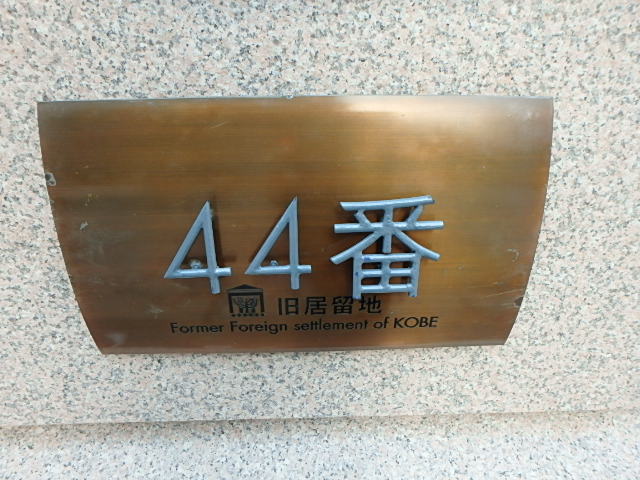 44番
旧居留地
Former Foreign settlement of KOBE